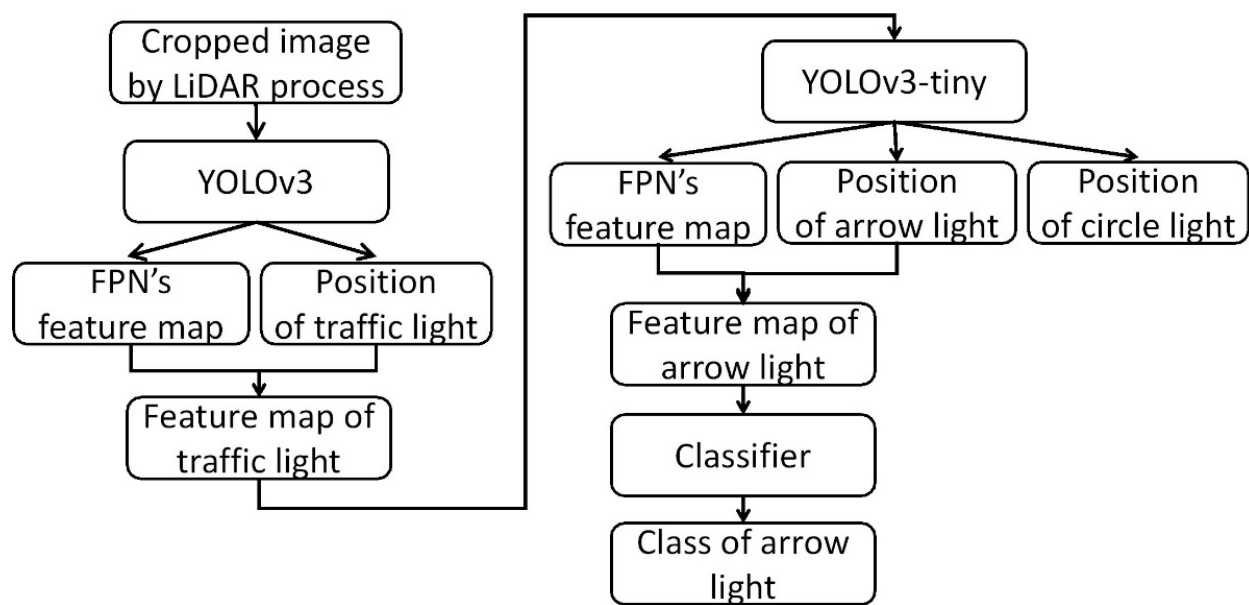 Cropped image
by LiDAR process
YOLOv3
FPN's
feature map
Position
of traffic light
Feature map of
traffic light
YOLOv3-tiny
FPN's
feature map
Position
of arrow light
Position
of circle light
Feature map of
arrow light
Classifier
Class of arrow
light